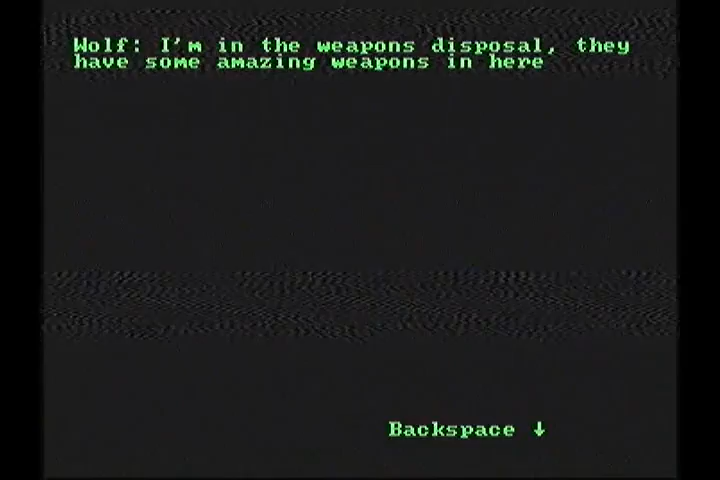 Wolf: I'm in the weapons disposal, they
have some amazing weapons in here
Backspace ↓